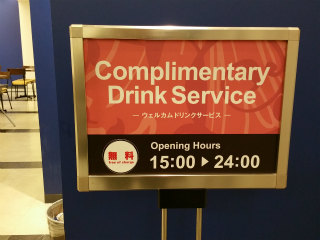 Complimentary
Drink Service
— ウェルカムドリンクサービス —
Opening Hours
無料
free of charge
15:00 ▶ 24:00